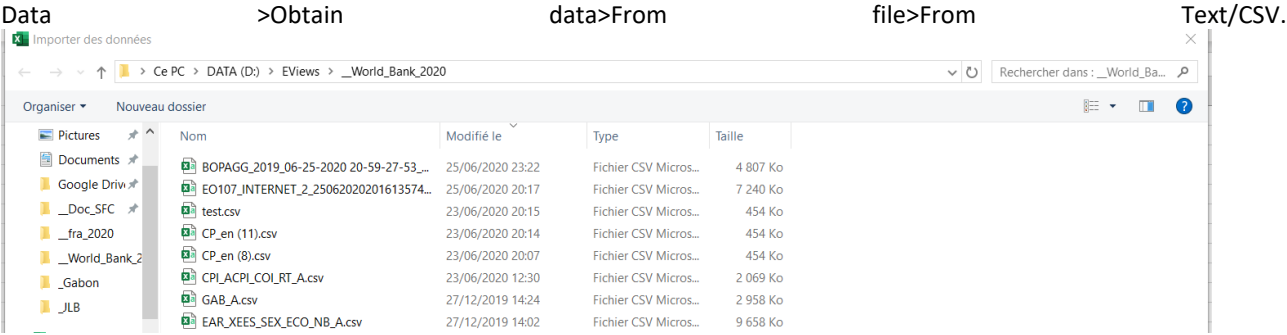 Data >Obtain data>From file>From Text/CSV.
Importer des données
Ce PC > DATA (D:) > EViews > __World_Bank_2020
Rechercher dans : __World_Ba...
Organiser Nouveau dossier
Nom Modifié le Type Taille
Pictures
Documents
Google Driv
__Doc_SFC
__fra_2020
__World_Bank_2
_Gabon
_JLB
BOPAGG_2019_06-25-2020 20-59-27-53_... 25/06/2020 23:22 Fichier CSV Micros... 4 807 Ko
EO107_INTERNET_2_25062020201613574... 25/06/2020 20:17 Fichier CSV Micros... 7 240 Ko
test.csv 23/06/2020 20:15 Fichier CSV Micros... 454 Ko
CP_en (11).csv 23/06/2020 20:14 Fichier CSV Micros... 454 Ko
CP_en (8).csv 23/06/2020 20:07 Fichier CSV Micros... 454 Ko
CPI_ACPI_COI_RT_A.csv 23/06/2020 12:30 Fichier CSV Micros... 2 069 Ko
GAB_A.csv 27/12/2019 14:24 Fichier CSV Micros... 2 958 Ko
EAR_XEES_SEX_ECO_NB_A.csv 27/12/2019 14:02 Fichier CSV Micros... 9 658 Ko